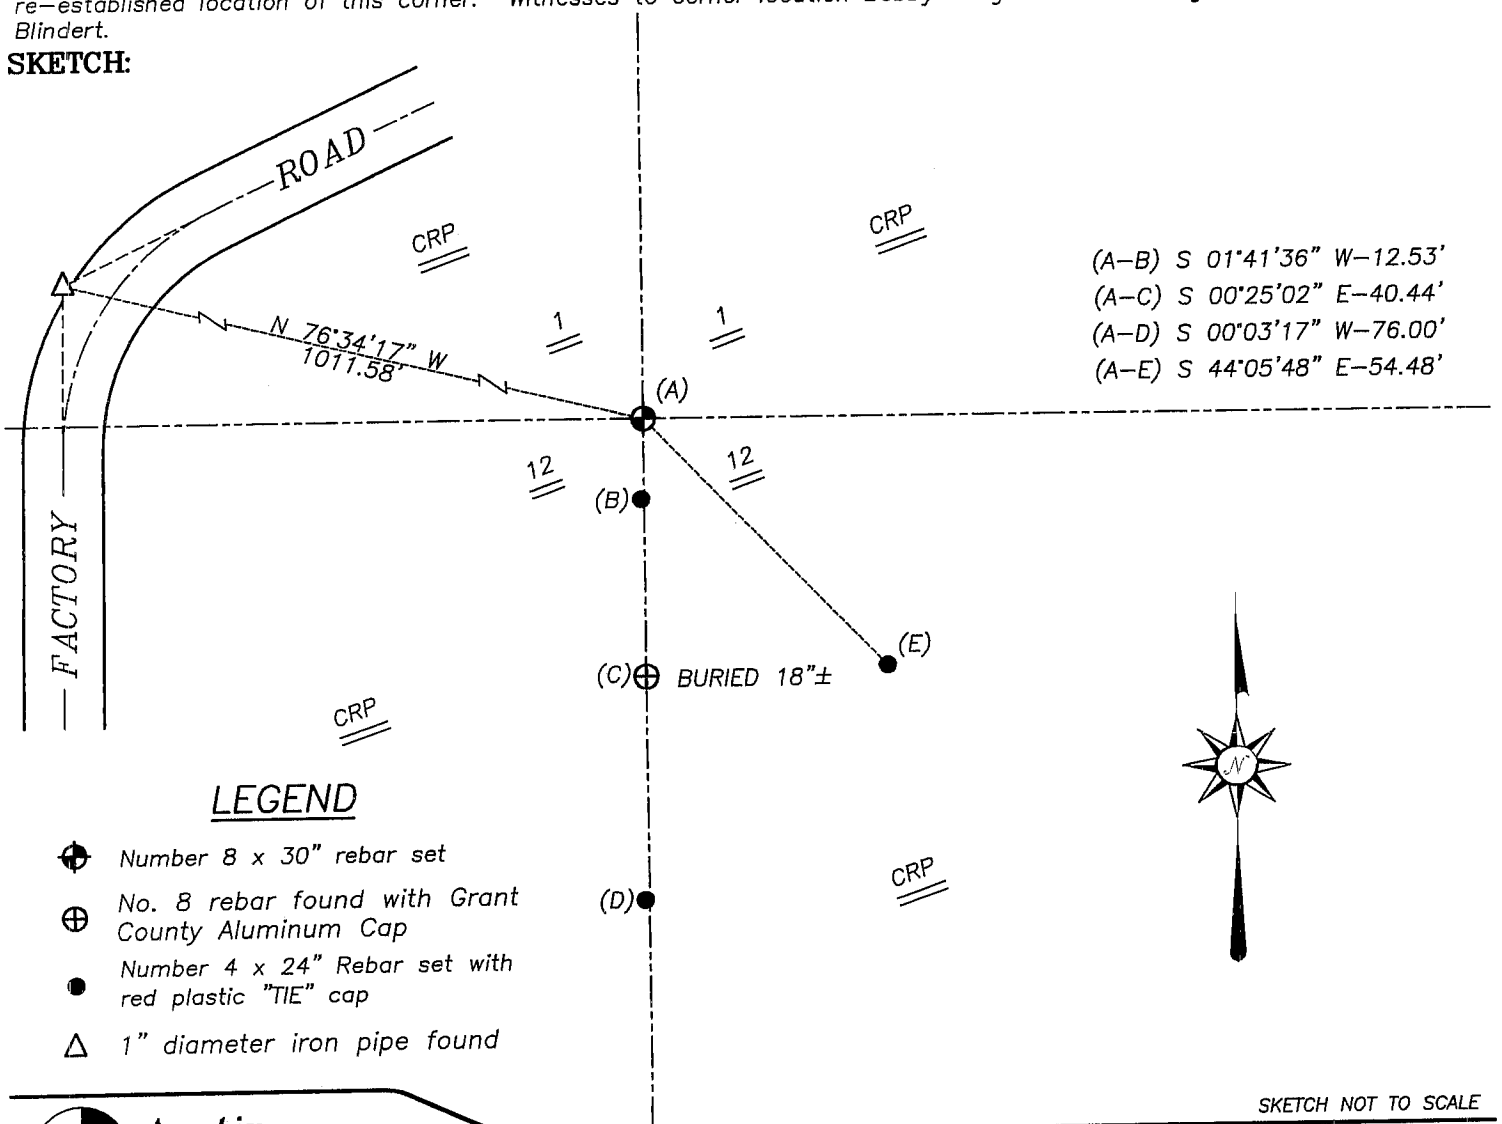 re-established location of this corner. Witnesses to corner location
Blindert.
SKETCH:
ROAD
CRP
CRP
(A-B) S 01°41'36" W-12.53'
(A-C) S 00°25'02" E-40.44'
(A-D) S 00°03'17" W-76.00'
(A-E) S 44°05'48" E-54.48'
1
1
N 76°34'17" W
1011.58'
(A)
12
12
(B)
FACTORY
(E)
(C)
BURIED 18"±
CRP
N
LEGEND
Number 8 x 30" rebar set
No. 8 rebar found with Grant
County Aluminum Cap
Number 4 x 24" Rebar set with
red plastic "TIE" cap
1" diameter iron pipe found
(D)
CRP
SKETCH NOT TO SCALE